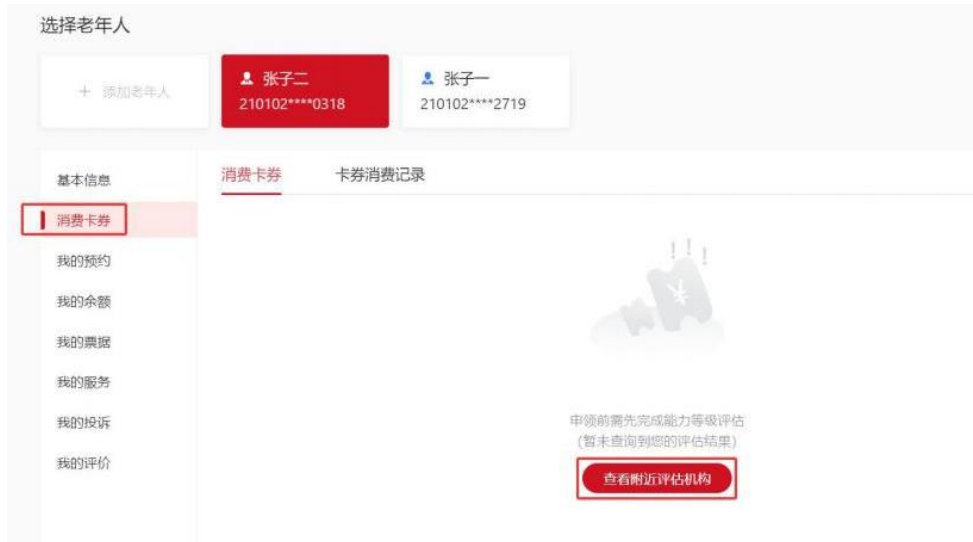 选择老年人
+ 添加老年人
张子二
210102****0318
张子一
210102****2719
基本信息
消费卡券
我的预约
我的余额
我的票据
我的服务
我的投诉
我的评价
消费卡券
卡券消费记录
¥
申领前需先完成能力等级评估
(暂未查询到您的评估结果)
查看附近评估机构